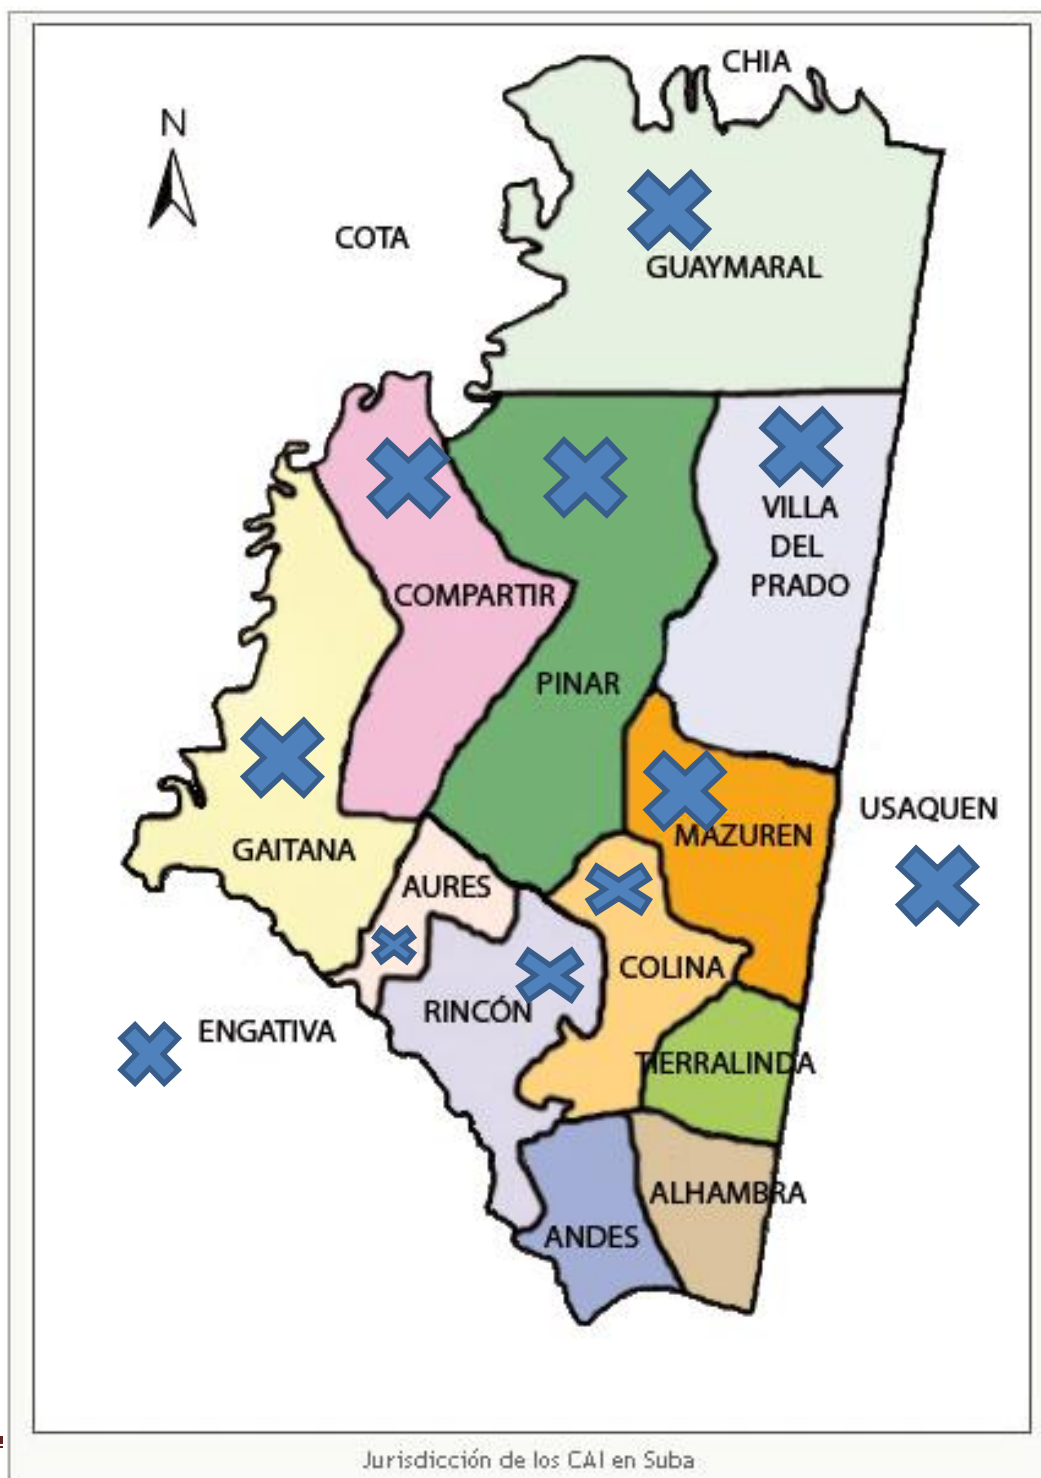 CHIA
N
COTA
GUAYMARAL
VILLA
DEL
PRADO
COMPARTIR
PINAR
USAQUEN
MAZUREN
GAITANA
AURES
COLINA
RINCÓN
ENGATIVA
TIERRALINDA
ALHAMBRA
ANDES
Jurisdicción de los CAI en Suba